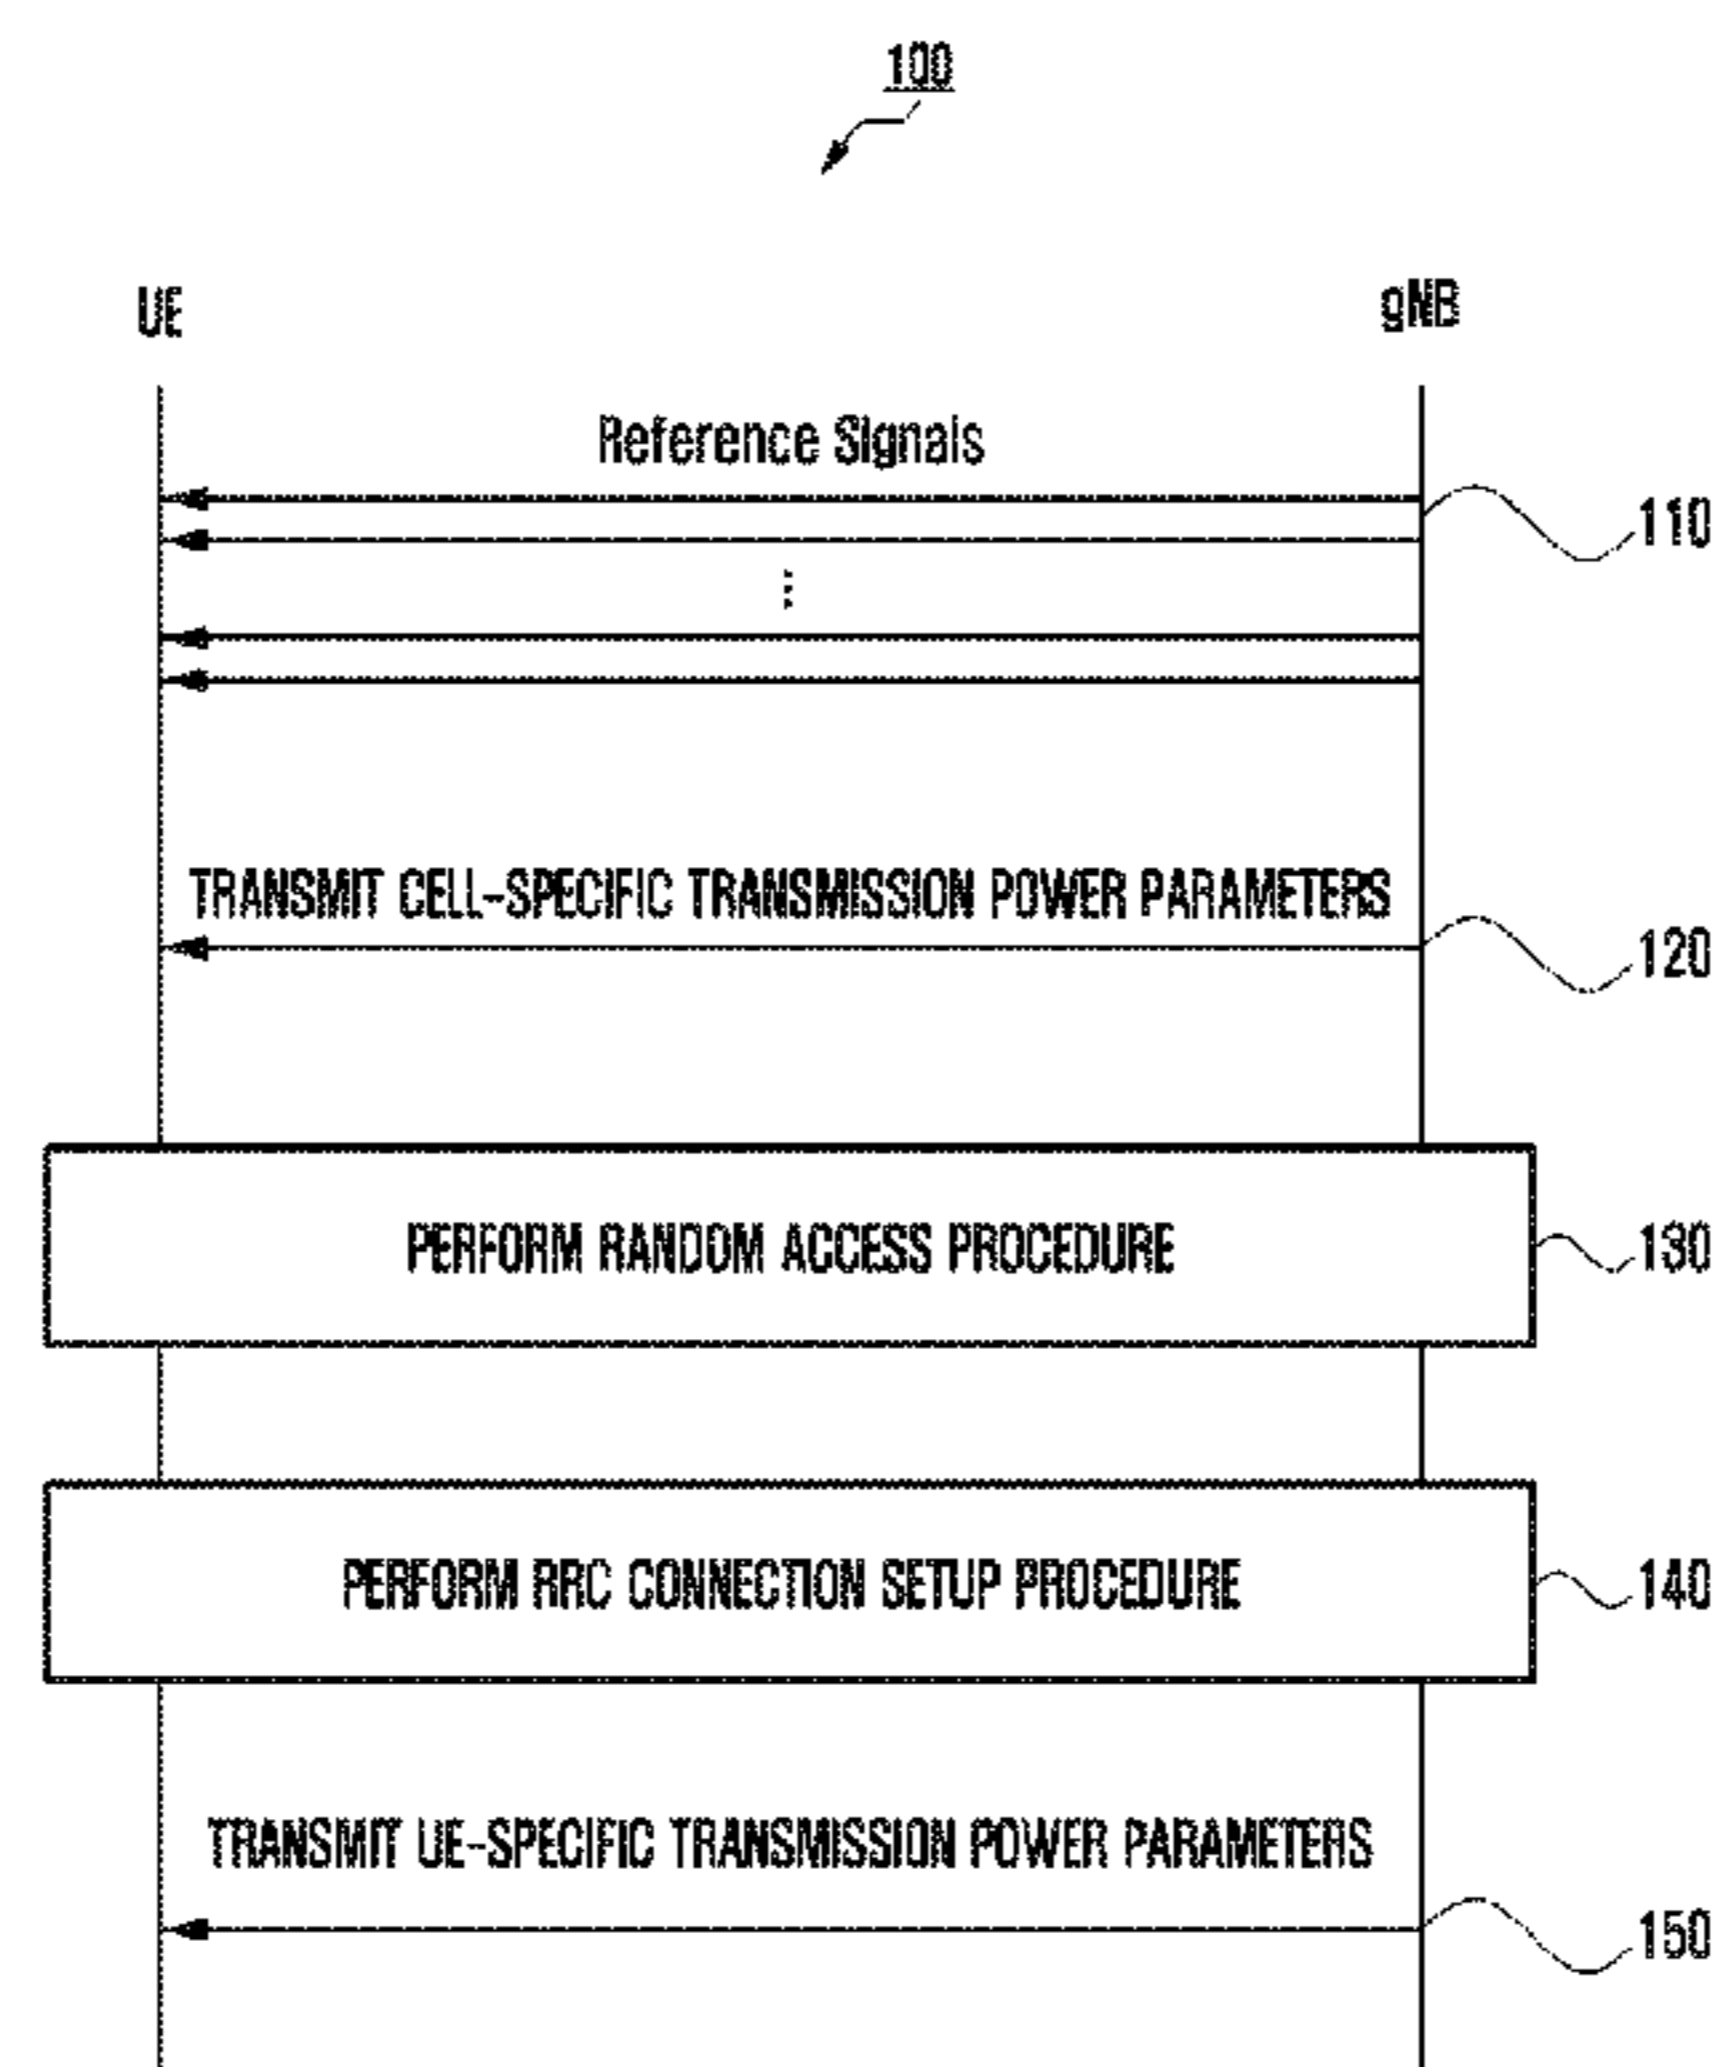 100
UE
gNB
Reference Signals
110
TRANSMIT CELL-SPECIFIC TRANSMISSION POWER PARAMETERS
120
PERFORM RANDOM ACCESS PROCEDURE
130
PERFORM RRC CONNECTION SETUP PROCEDURE
140
TRANSMIT UE-SPECIFIC TRANSMISSION POWER PARAMETERS
150